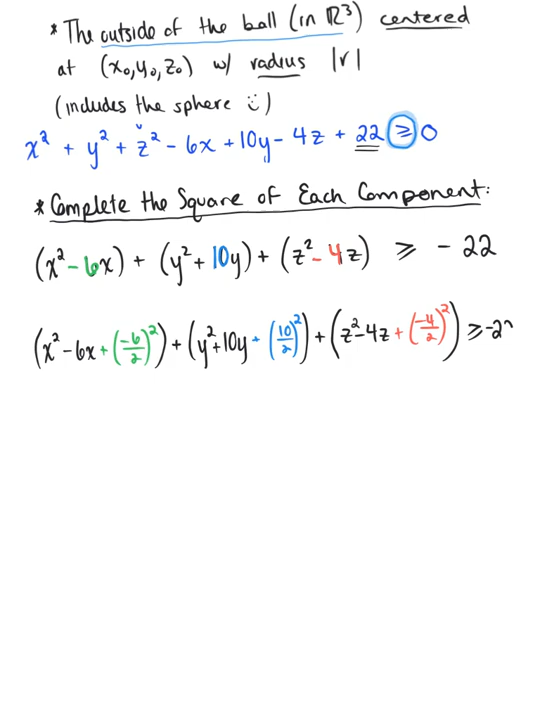 * The outside of the ball (in ℝ³) centered
at (x₀, y₀, z₀) w/ radius |r|
(includes the sphere ü)
x² + y² + z² - 6x + 10y - 4z + 22 ≥ 0
* Complete the Square of Each Component:
(x² - 6x) + (y² + 10y) + (z² - 4z) ≥ - 22
(x² - 6x + (-6/2)²) + (y² + 10y + (10/2)²) + (z² - 4z + (-4/2)²) ≥ -22